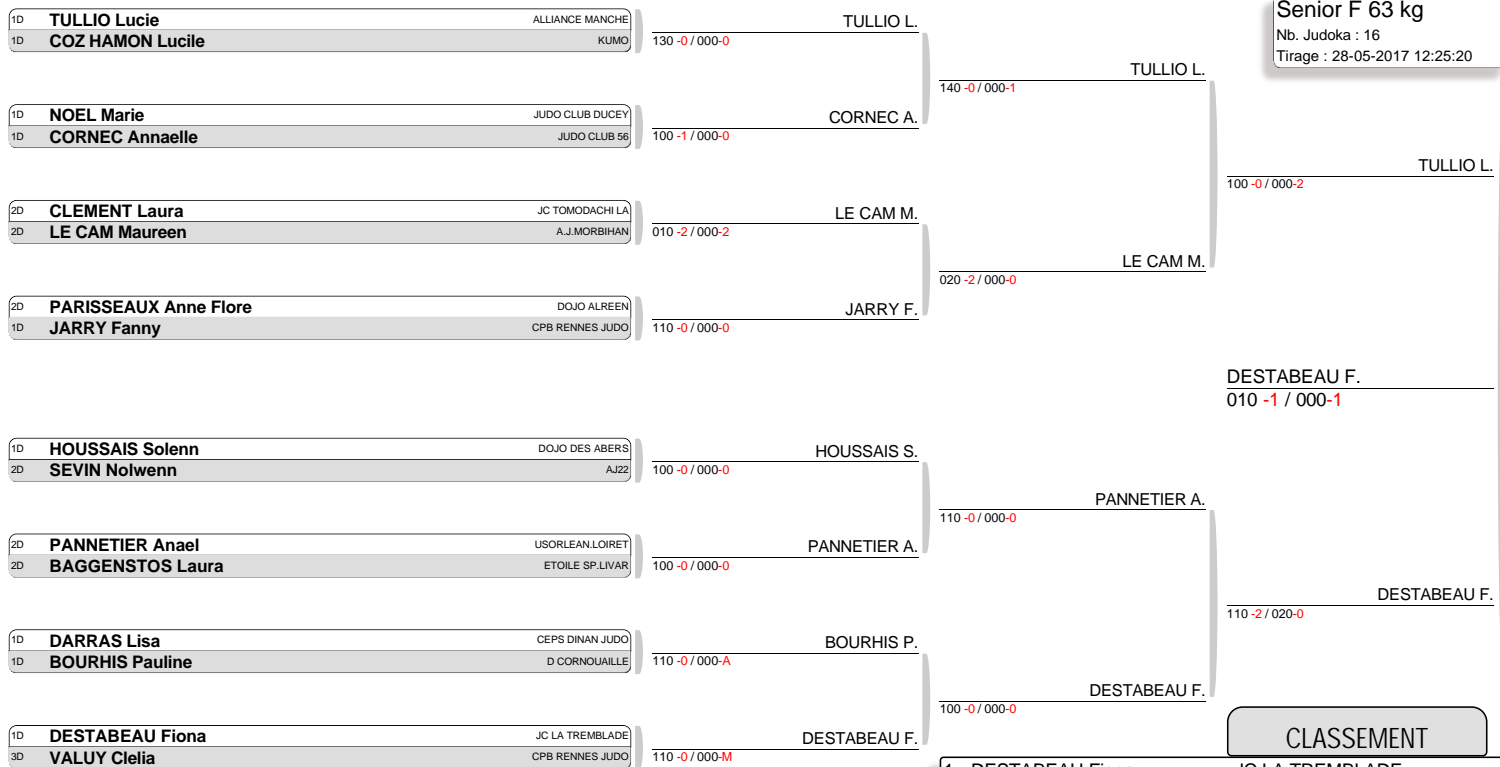 Senior F 63 kg
Nb. Judoka : 16
Tirage : 28-05-2017 12:25:20
1D TULLIO Lucie ALLIANCE MANCHE
1D COZ HAMON Lucile KUMO
1D NOEL Marie JUDO CLUB DUCEY
1D CORNEC Annaelle JUDO CLUB 56
2D CLEMENT Laura JC TOMODACHI LA
2D LE CAM Maureen A.J.MORBIHAN
2D PARISSEAUX Anne Flore DOJO ALREEN
1D JARRY Fanny CPB RENNES JUDO
1D HOUSSAIS Solenn DOJO DES ABERS
2D SEVIN Nolwenn AJ22
2D PANNETIER Anael USORLEAN.LOIRET
2D BAGGENSTOS Laura ETOILE SP.LIVAR
1D DARRAS Lisa CEPS DINAN JUDO
1D BOURHIS Pauline D CORNOUAILLE
1D DESTABEAU Fiona JC LA TREMBLADE
3D VALUY Clelia CPB RENNES JUDO
TULLIO L.
130 -0 / 000-0
CORNEC A.
100 -1 / 000-0
LE CAM M.
010 -2 / 000-2
JARRY F.
110 -0 / 000-0
HOUSSAIS S.
100 -0 / 000-0
PANNETIER A.
100 -0 / 000-0
BOURHIS P.
110 -0 / 000-A
DESTABEAU F.
110 -0 / 000-M
TULLIO L.
140 -0 / 000-1
LE CAM M.
020 -2 / 000-0
PANNETIER A.
110 -0 / 000-0
DESTABEAU F.
100 -0 / 000-0
TULLIO L.
100 -0 / 000-2
DESTABEAU F.
010 -1 / 000-1
DESTABEAU F.
110 -2 / 020-0
CLASSEMENT
1 DESTABEAU Fiona JC LA TREMBLADE